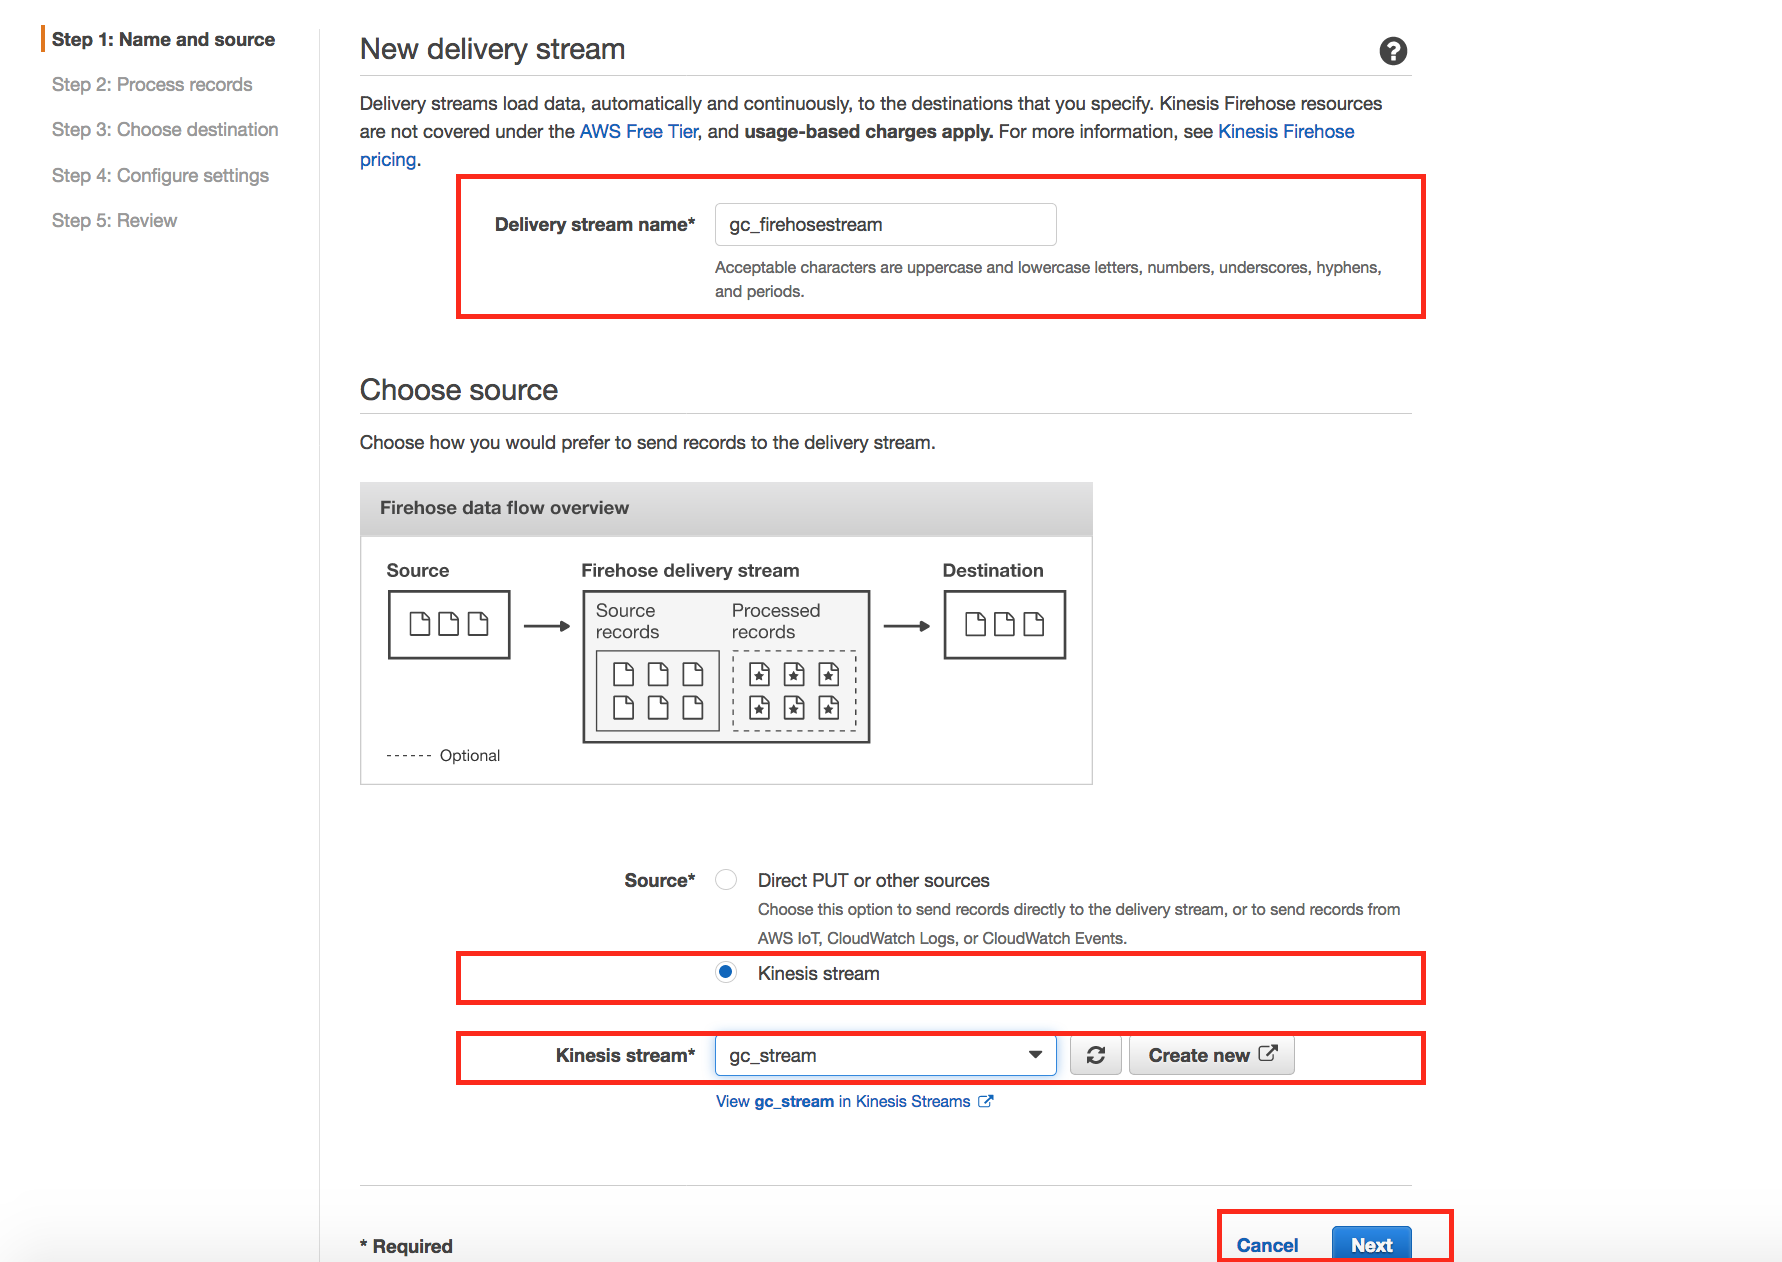 Step 1: Name and source
Step 2: Process records
Step 3: Choose destination
Step 4: Configure settings
Step 5: Review
New delivery stream
Delivery streams load data, automatically and continuously, to the destinations that you specify. Kinesis Firehose resources
are not covered under the AWS Free Tier, and usage-based charges apply. For more information, see Kinesis Firehose
pricing.
Delivery stream name* gc_firehosestream
Acceptable characters are uppercase and lowercase letters, numbers, underscores, hyphens,
and periods.
Choose source
Choose how you would prefer to send records to the delivery stream.
Firehose data flow overview
Source Firehose delivery stream Destination
Source Processed
records records
------ Optional
Source* Direct PUT or other sources
Choose this option to send records directly to the delivery stream, or to send records from
AWS IoT, CloudWatch Logs, or CloudWatch Events.
Kinesis stream
Kinesis stream* gc_stream Create new
View gc_stream in Kinesis Streams
* Required Cancel Next